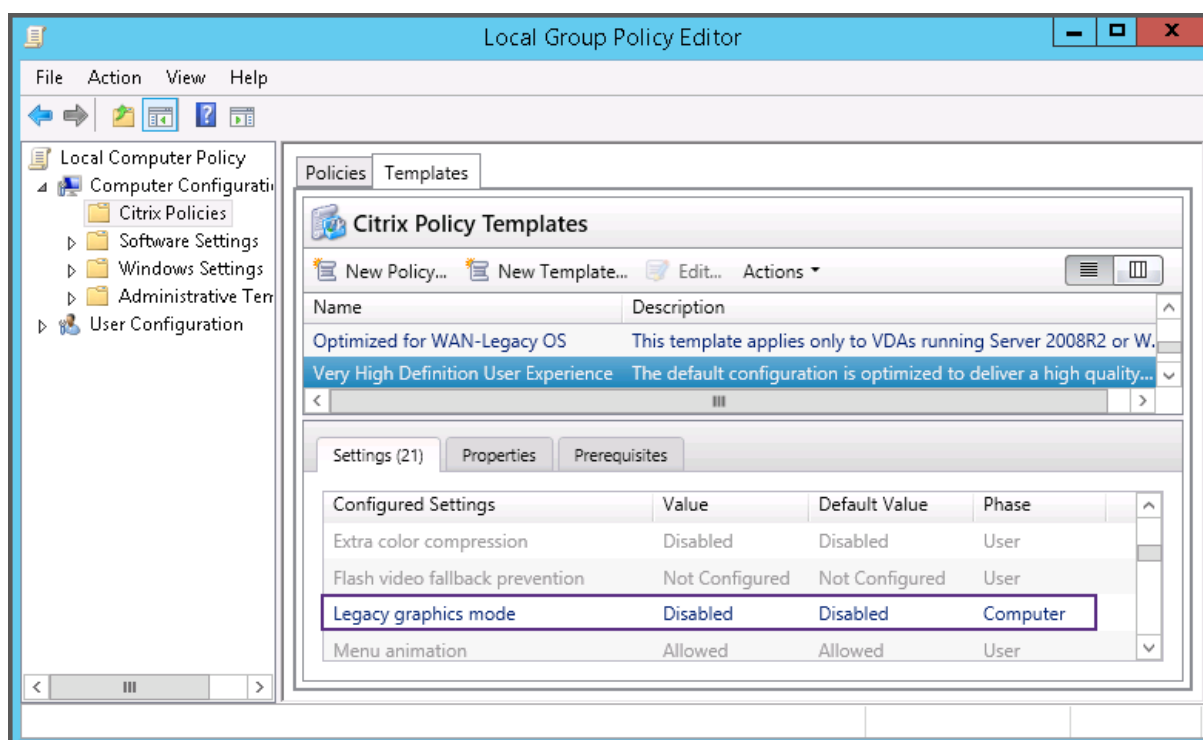 Local Group Policy Editor
File Action View Help
Local Computer Policy
Computer Configurati
Citrix Policies
Software Settings
Windows Settings
Administrative Tem
User Configuration
Policies Templates
Citrix Policy Templates
New Policy... New Template... Edit... Actions
Name Description
Optimized for WAN-Legacy OS This template applies only to VDAs running Server 2008R2 or W...
Very High Definition User Experience The default configuration is optimized to deliver a high quality...
Settings (21) Properties Prerequisites
Configured Settings Value Default Value Phase
Extra color compression Disabled Disabled User
Flash video fallback prevention Not Configured Not Configured User
Legacy graphics mode Disabled Disabled Computer
Menu animation Allowed Allowed User